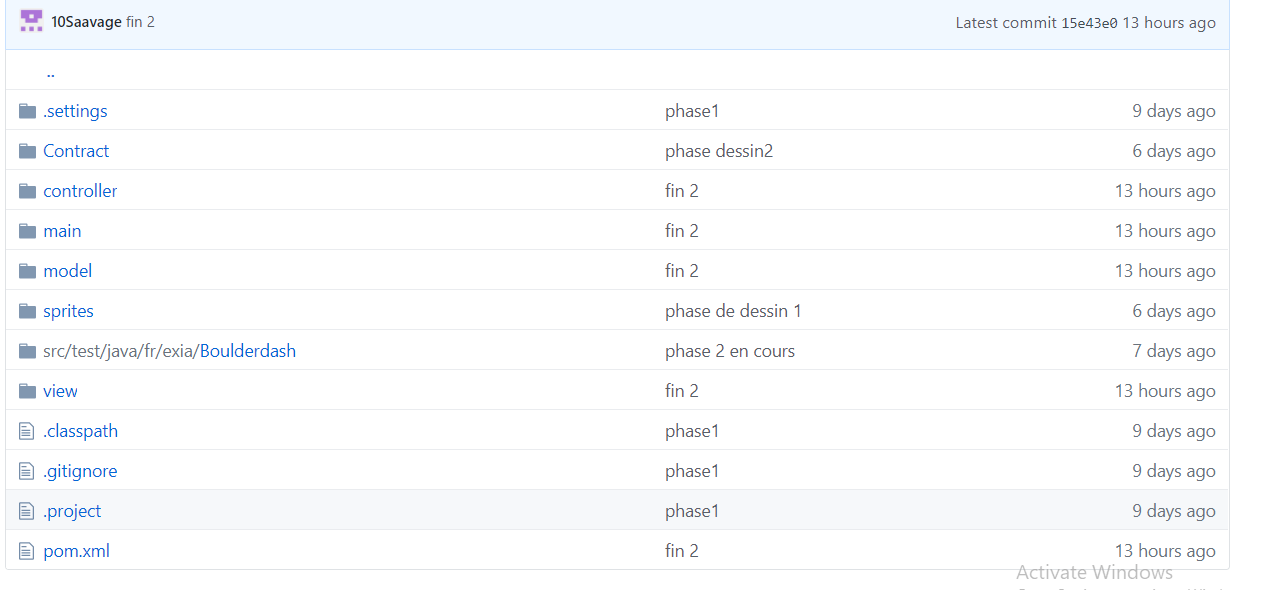 10Saavage fin 2 Latest commit 15e43e0 13 hours ago
..
.settings phase1 9 days ago
Contract phase dessin2 6 days ago
controller fin 2 13 hours ago
main fin 2 13 hours ago
model fin 2 13 hours ago
sprites phase de dessin 1 6 days ago
src/test/java/fr/exia/Boulderdash phase 2 en cours 7 days ago
view fin 2 13 hours ago
.classpath phase1 9 days ago
.gitignore phase1 9 days ago
.project phase1 9 days ago
pom.xml fin 2 13 hours ago
Activate Windows